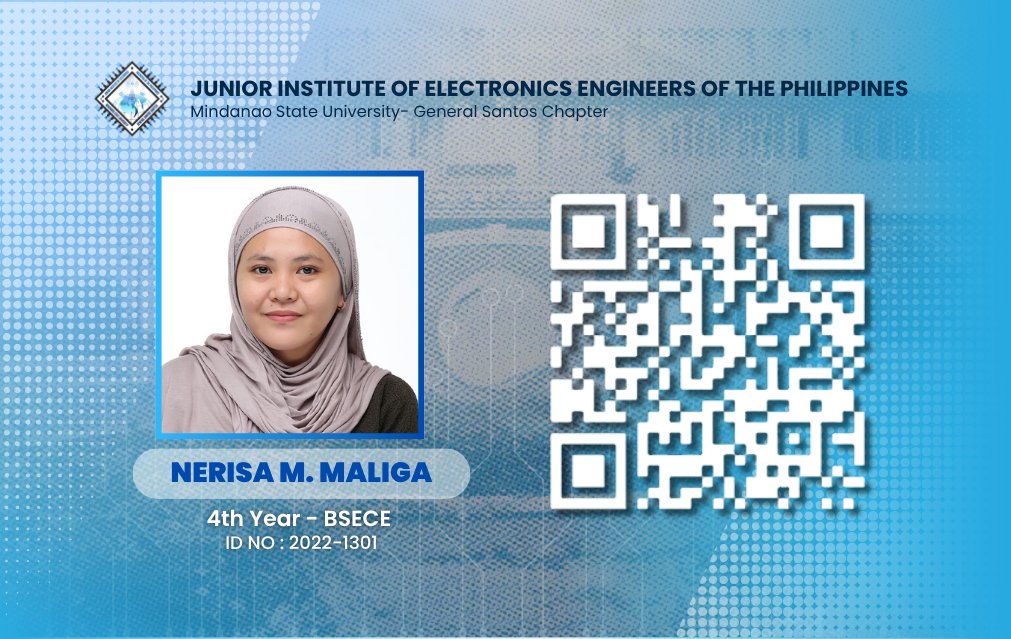 JUNIOR INSTITUTE OF ELECTRONICS ENGINEERS OF THE PHILIPPINES
Mindanao State University- General Santos Chapter
NERISA M. MALIGA
4th Year - BSECE
ID NO : 2022-1301